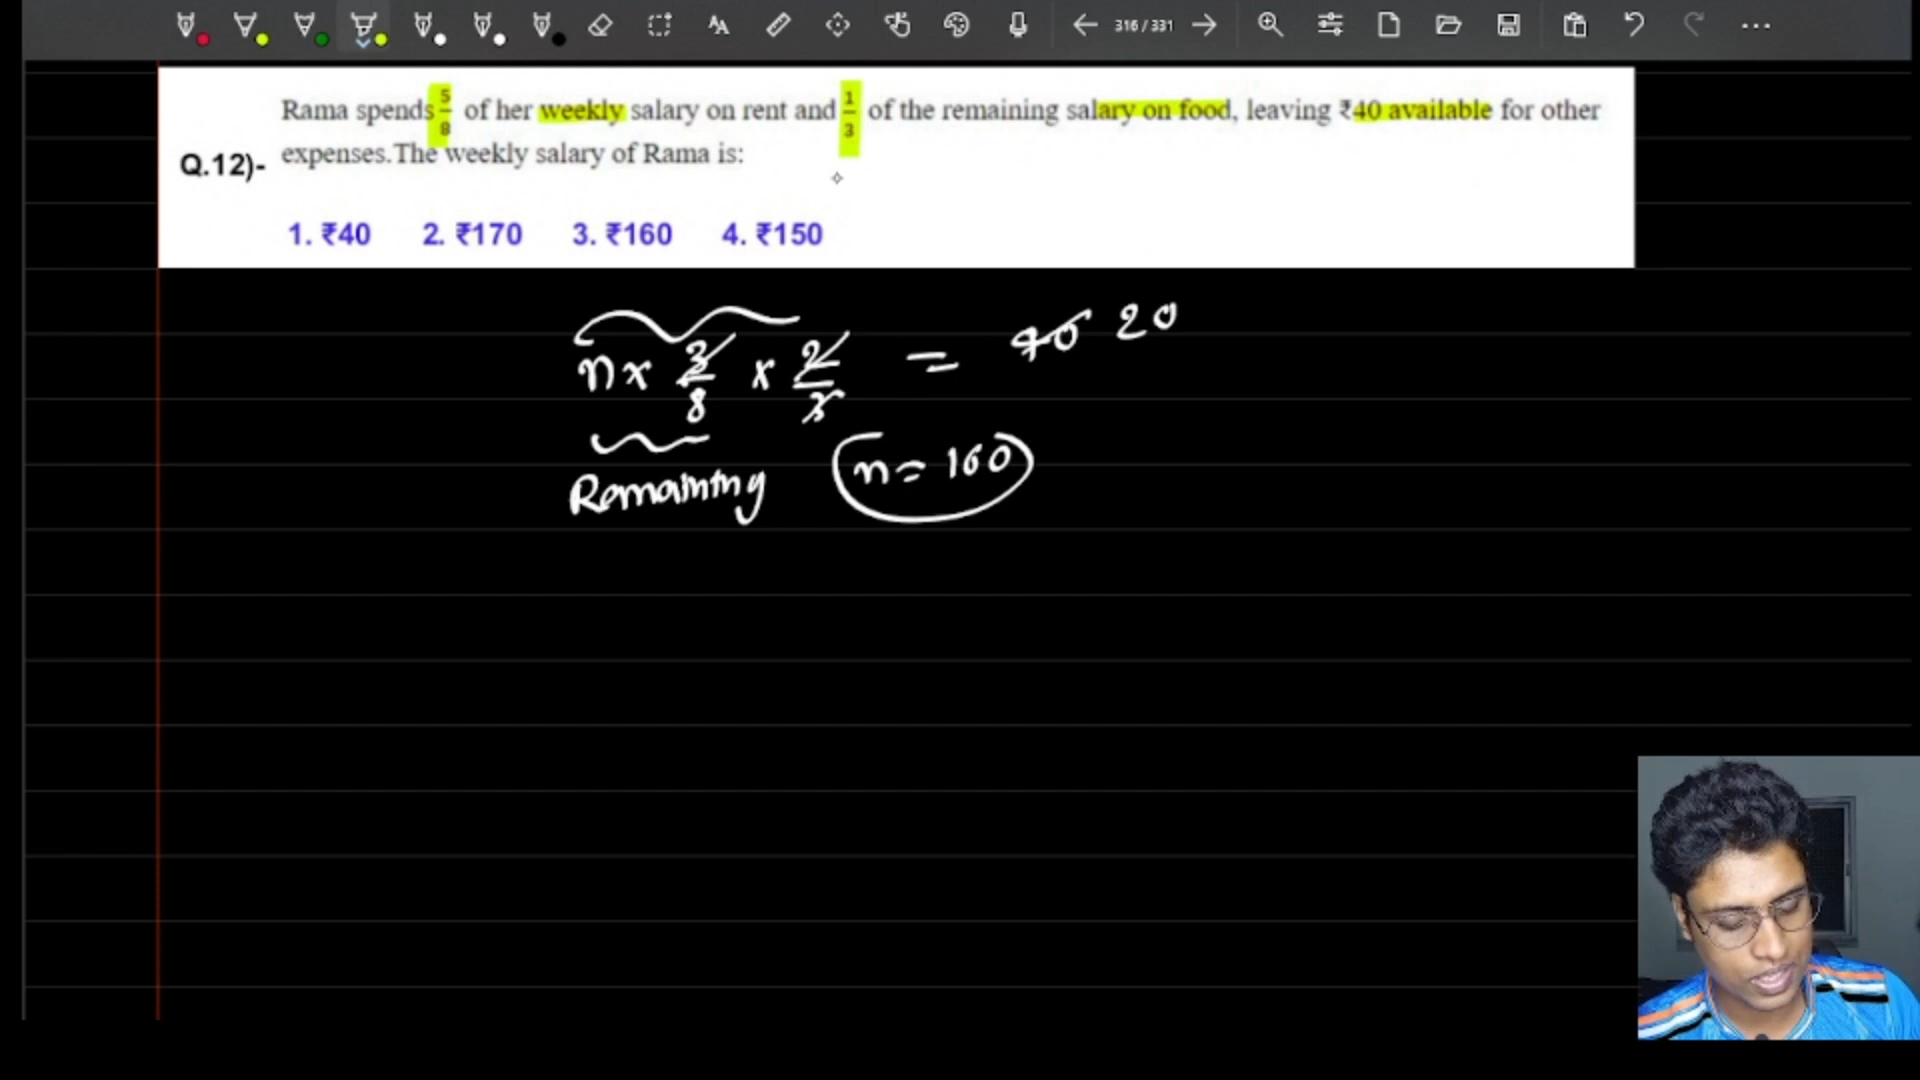 316 / 331
Rama spends 5/8 of her weekly salary on rent and 1/3 of the remaining salary on food, leaving ₹40 available for other
Q.12)- expenses.The weekly salary of Rama is:
1. ₹40 2. ₹170 3. ₹160 4. ₹150
n x 3/8 x 2/3 = 40 20
Remaining n = 160